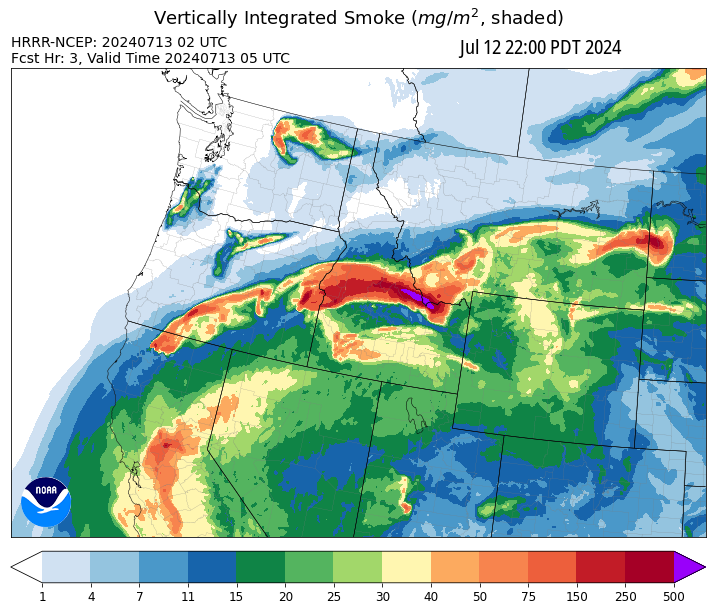 Vertically Integrated Smoke (mg/m², shaded)
HRRR-NCEP: 20240713 02 UTC
Jul 12 22:00 PDT 2024
Fcst Hr: 3, Valid Time 20240713 05 UTC
NOAA
1 4 7 11 15 20 25 30 40 50 75 150 250 500